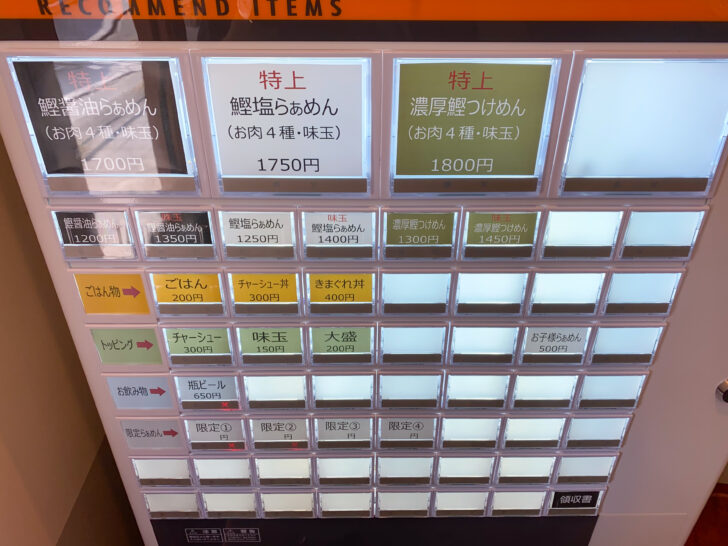 RECOMMEND ITEMS
特上
鰹醤油らぁめん
(お肉４種・味玉)
1700円
特上
鰹塩らぁめん
(お肉４種・味玉)
1750円
特上
濃厚鰹つけめん
(お肉４種・味玉)
1800円
鰹醤油らぁめん
1200円
味玉
鰹醤油らぁめん
1350円
鰹塩らぁめん
1250円
味玉
鰹塩らぁめん
1400円
濃厚鰹つけめん
1300円
味玉
濃厚鰹つけめん
1450円
ごはん物➡
ごはん
200円
チャーシュー丼
300円
きまぐれ丼
400円
トッピング➡
チャーシュー
300円
味玉
150円
大盛
200円
お子様らぁめん
500円
お飲み物➡
瓶ビール
650円
限定らぁめん➡
限定①
円
限定②
円
限定③
円
限定④
円
領収書